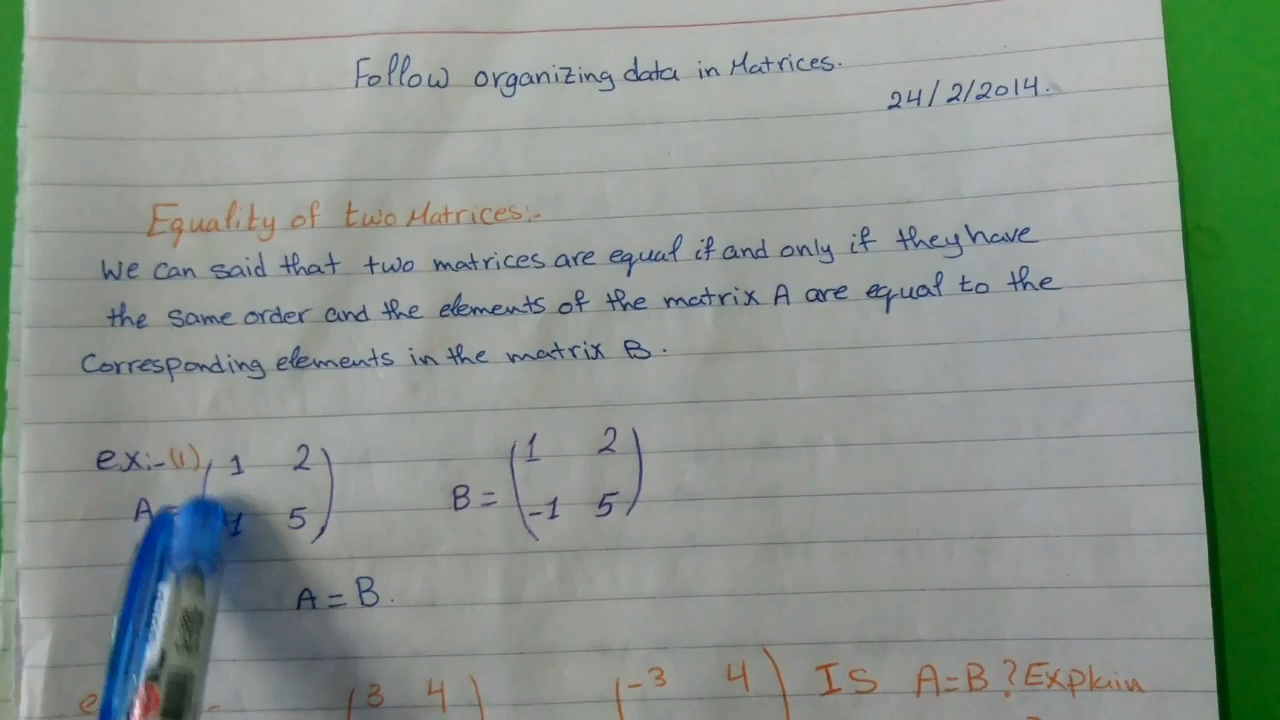 Follow organizing data in Matrices.
24/2/2014.
Equality of two Matrices:-
We can said that two matrices are equal if and only if they have
the same order and the elements of the matrix A are equal to the
Corresponding elements in the matrix B.
ex:-(1) ( 1 2 ) ( 1 2 )
A= 1 5 B = -1 5
A=B.
e ( 3 4 ) ( -3 4 ) Is A=B? Explain